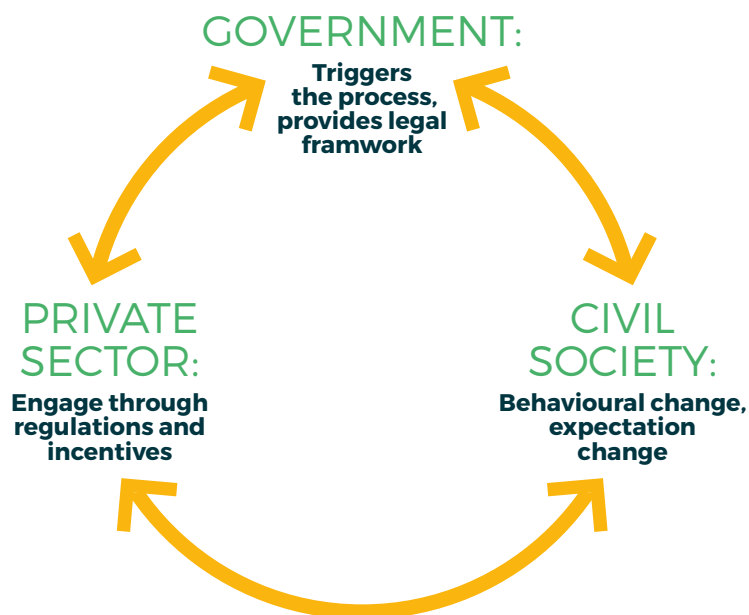 GOVERNMENT:
Triggers
the process,
provides legal
framwork
PRIVATE
SECTOR:
Engage through
regulations and
incentives
CIVIL
SOCIETY:
Behavioural change,
expectation
change